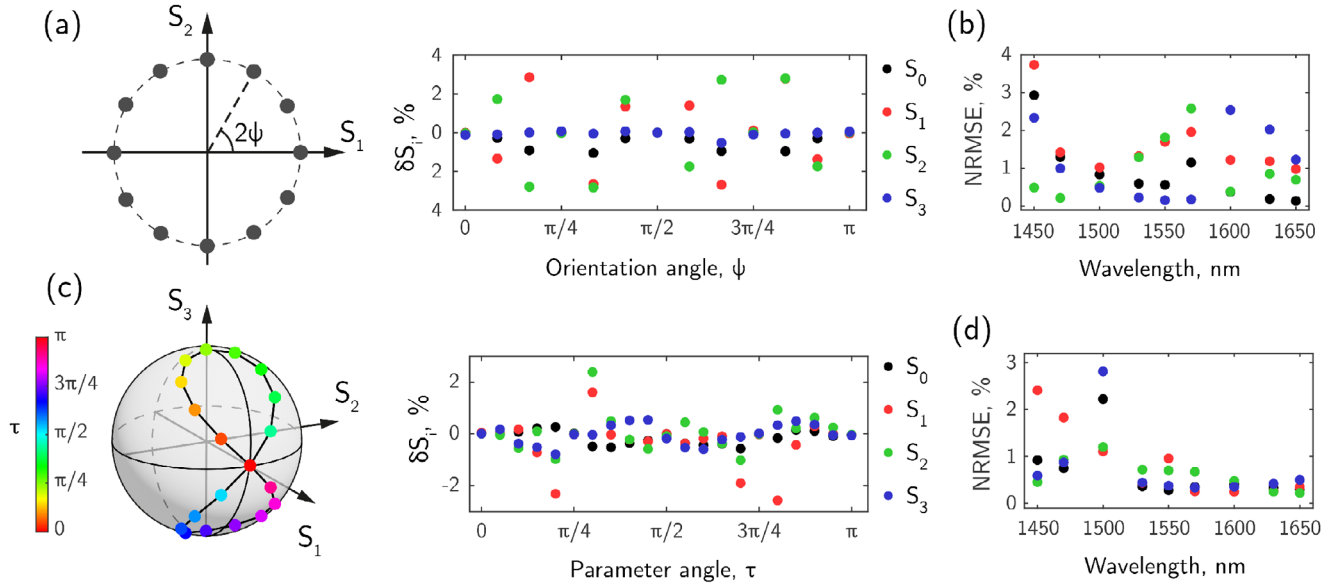 (a)
S₂
S₁
2ψ
δSᵢ, %
4
2
0
2
4
0
π/4
π/2
3π/4
π
Orientation angle, ψ
S₀
S₁
S₂
S₃
(b)
NRMSE, %
4
3
2
1
0
1450
1500
1550
1600
1650
Wavelength, nm
(c)
τ
π
3π/4
π/2
π/4
0
S₃
S₂
S₁
δSᵢ, %
2
0
-2
0
π/4
π/2
3π/4
π
Parameter angle, τ
S₀
S₁
S₂
S₃
(d)
NRMSE, %
3
2
1
0
1450
1500
1550
1600
1650
Wavelength, nm